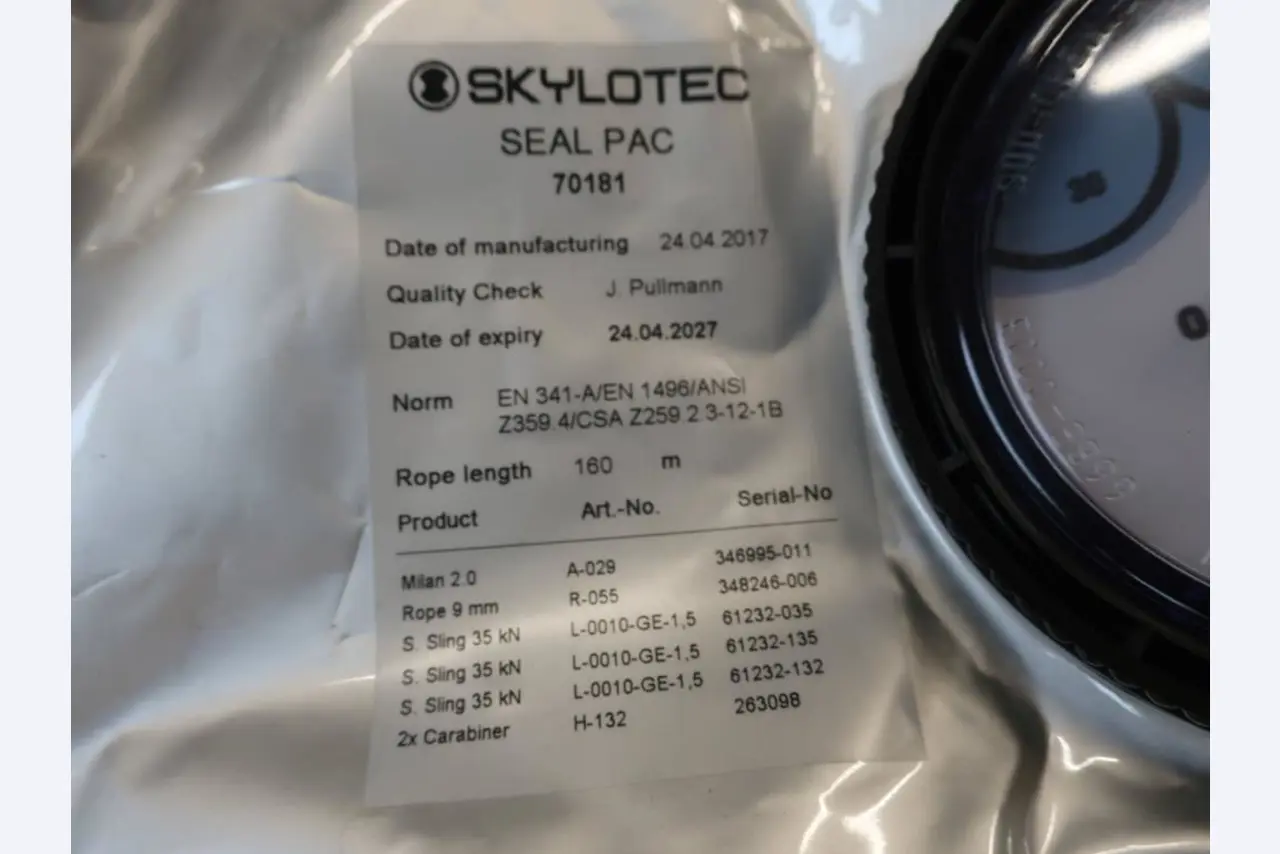 SKYLOTEC
SEAL PAC
70181
Date of manufacturing 24.04.2017
Quality Check J. Pullmann
Date of expiry 24.04.2027
Norm EN 341-A/EN 1496/ANSI
Z359.4/CSA Z259.2.3-12-1B
Rope length 160 m
Product Art.-No. Serial-No
Milan 2.0 A-029 346995-011
Rope 9 mm R-055 348246-006
S. Sling 35 kN L-0010-GE-1,5 61232-035
S. Sling 35 kN L-0010-GE-1,5 61232-135
S. Sling 35 kN L-0010-GE-1,5 61232-132
2x Carabiner H-132 263098